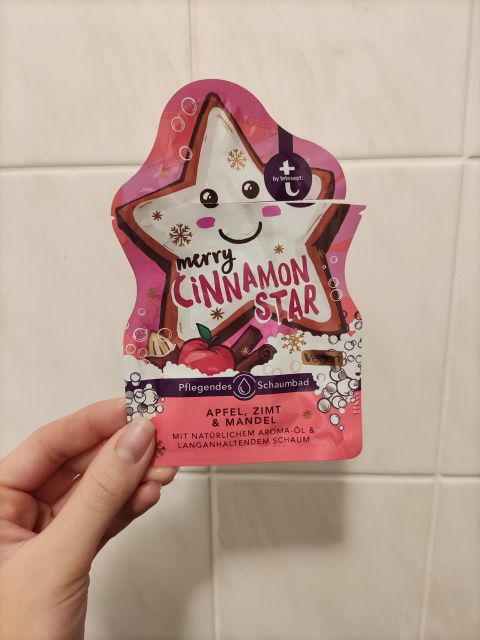 by tetesept:
merry
CiNNAMON
STAR
Vegan
Pflegendes Schaumbad
APFEL, ZIMT
& MANDEL
MIT NATÜRLICHEM AROMA-ÖL &
LANGANHALTENDEM SCHAUM